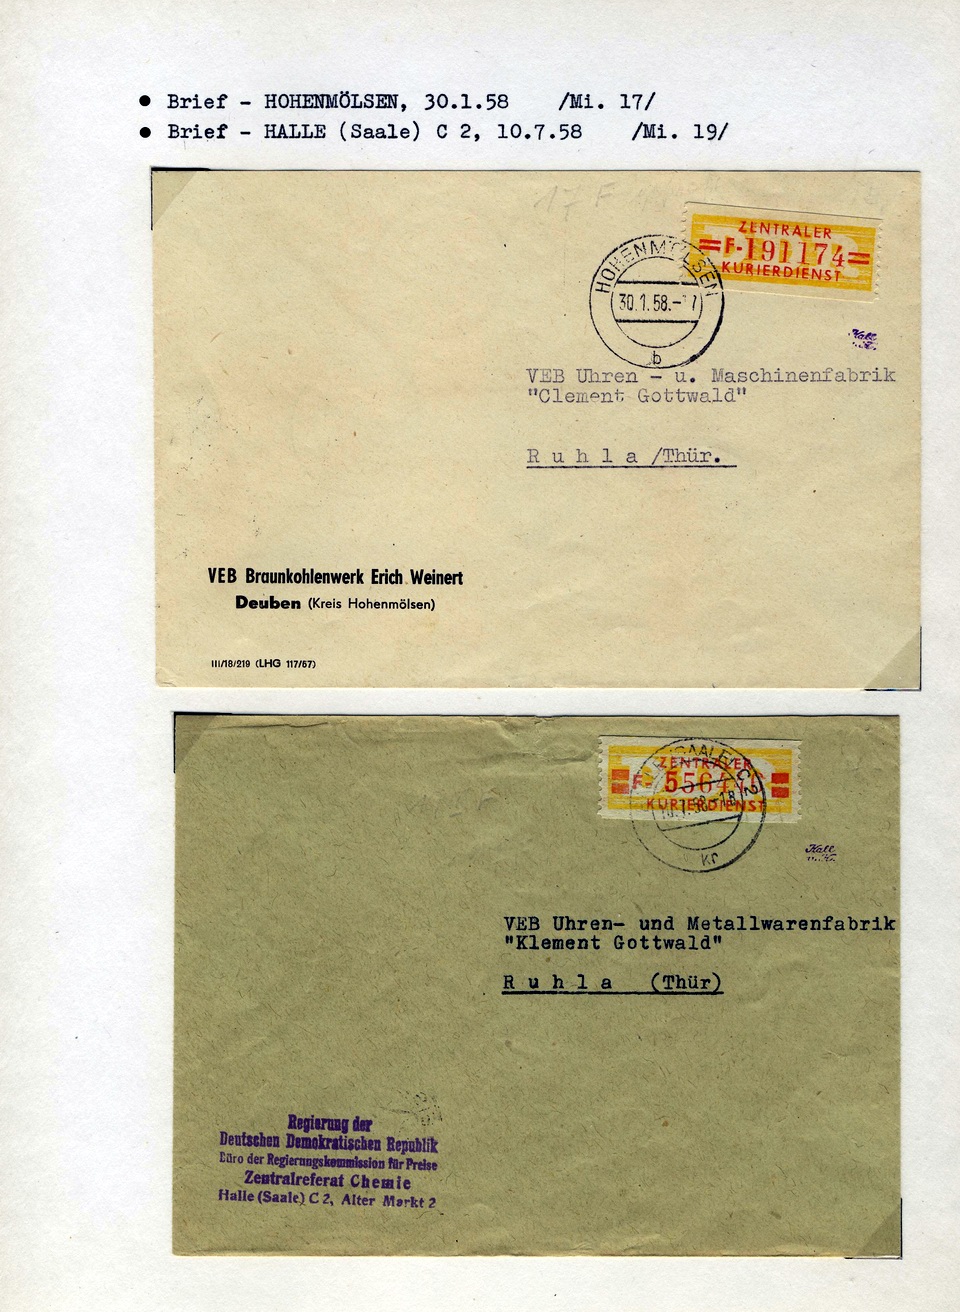 ● Brief - HOHENMÖLSEN, 30.1.58 /Mi. 17/
● Brief - HALLE (Saale) C 2, 10.7.58 /Mi. 19/
17 F
ZENTRALER
=F-191174=
KURIERDIENST
HOHENMÖLSEN
30.1.58.-
b
VEB Uhren - u. Maschinenfabrik
"Clement Gottwald"
R u h l a /Thür.
VEB Braunkohlenwerk Erich Weinert
Deuben (Kreis Hohenmölsen)
III/18/219 (LHG 117/57)
ZENTRALER
F-
KURIERDIENST
C2
Kall
VEB Uhren- und Metallwarenfabrik
"Klement Gottwald"
R u h l a (Thür)
Regierung der
Deutschen Demokratischen Republik
Büro der Regierungskommission für Preise
Zentralreferat Chemie
Halle (Saale) C 2, Alter Markt 2